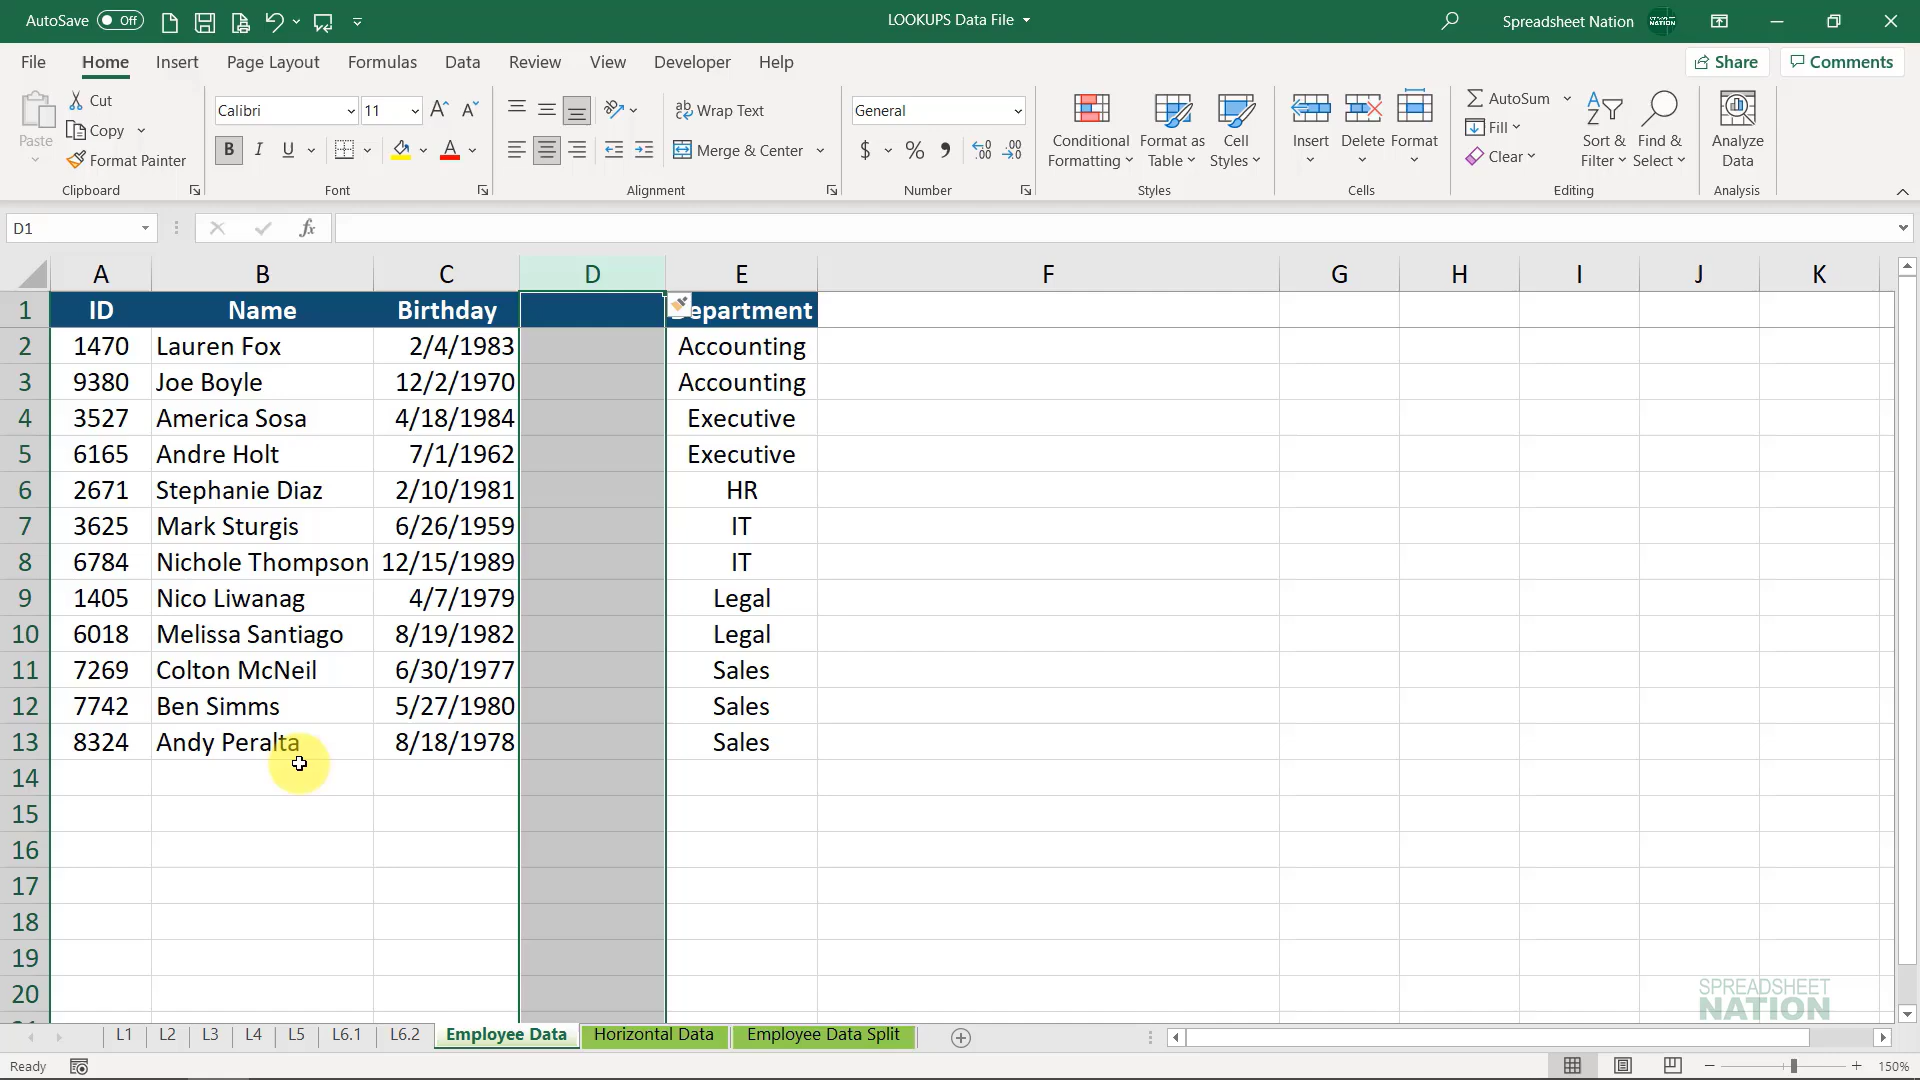 AutoSave Off LOOKUPS Data File Spreadsheet Nation
File Home Insert Page Layout Formulas Data Review View Developer Help Share Comments
Paste
Cut
Copy
Format Painter
Clipboard
Calibri 11
B I U A
Font
Wrap Text
Merge & Center
Alignment
General
$ % 9 .00
Number
Conditional Formatting
Format as Table
Cell Styles
Styles
Insert Delete Format
Cells
AutoSum
Fill
Clear
Sort & Filter
Find & Select
Editing
Analyze Data
Analysis
D1 fx
A B C D E F G H I J K
1 ID Name Birthday epartment
2 1470 Lauren Fox 2/4/1983 Accounting
3 9380 Joe Boyle 12/2/1970 Accounting
4 3527 America Sosa 4/18/1984 Executive
5 6165 Andre Holt 7/1/1962 Executive
6 2671 Stephanie Diaz 2/10/1981 HR
7 3625 Mark Sturgis 6/26/1959 IT
8 6784 Nichole Thompson 12/15/1989 IT
9 1405 Nico Liwanag 4/7/1979 Legal
10 6018 Melissa Santiago 8/19/1982 Legal
11 7269 Colton McNeil 6/30/1977 Sales
12 7742 Ben Simms 5/27/1980 Sales
13 8324 Andy Peralta 8/18/1978 Sales
14
15
16
17
18
19
20
SPREADSHEET
NATION
L1 L2 L3 L4 L5 L6.1 L6.2 Employee Data Horizontal Data Employee Data Split
Ready 150%